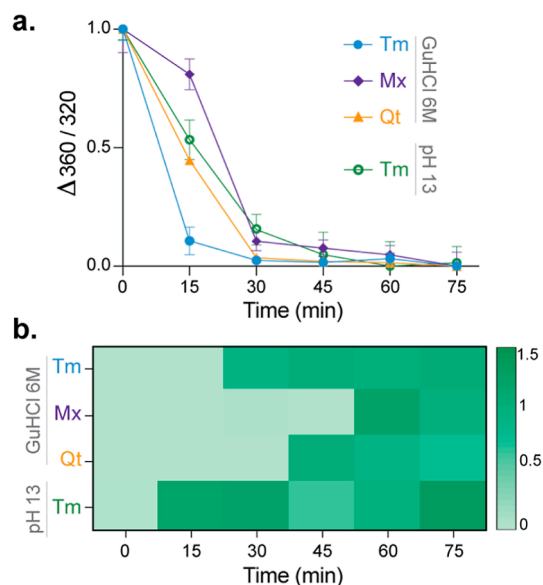 a.
Δ 360 / 320
1.0
0.5
0.0
0 15 30 45 60 75
Time (min)
Tm
Mx
Qt
GuHCl 6M
Tm
pH 13
b.
GuHCl 6M
Tm
Mx
Qt
pH 13
Tm
0 15 30 45 60 75
Time (min)
1.5
1
0.5
0